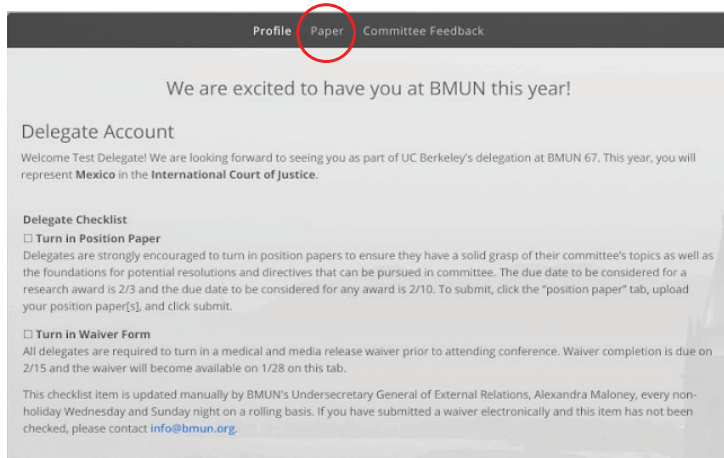 Profile Paper Committee Feedback
We are excited to have you at BMUN this year!
Delegate Account
Welcome Test Delegate! We are looking forward to seeing you as part of UC Berkeley's delegation at BMUN 67. This year, you will
represent Mexico in the International Court of Justice.
Delegate Checklist
☐ Turn in Position Paper
Delegates are strongly encouraged to turn in position papers to ensure they have a solid grasp of their committee's topics as well as
the foundations for potential resolutions and directives that can be pursued in committee. The due date to be considered for a
research award is 2/3 and the due date to be considered for any award is 2/10. To submit, click the "position paper" tab, upload
your position paper[s], and click submit.
☐ Turn in Waiver Form
All delegates are required to turn in a medical and media release waiver prior to attending conference. Waiver completion is due on
2/15 and the waiver will become available on 1/28 on this tab.
This checklist item is updated manually by BMUN's Undersecretary General of External Relations, Alexandra Maloney, every non-
holiday Wednesday and Sunday night on a rolling basis. If you have submitted a waiver electronically and this item has not been
checked, please contact info@bmun.org.